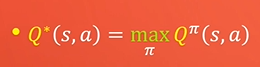 • Q*(s, a) = max_π Q^π(s, a)